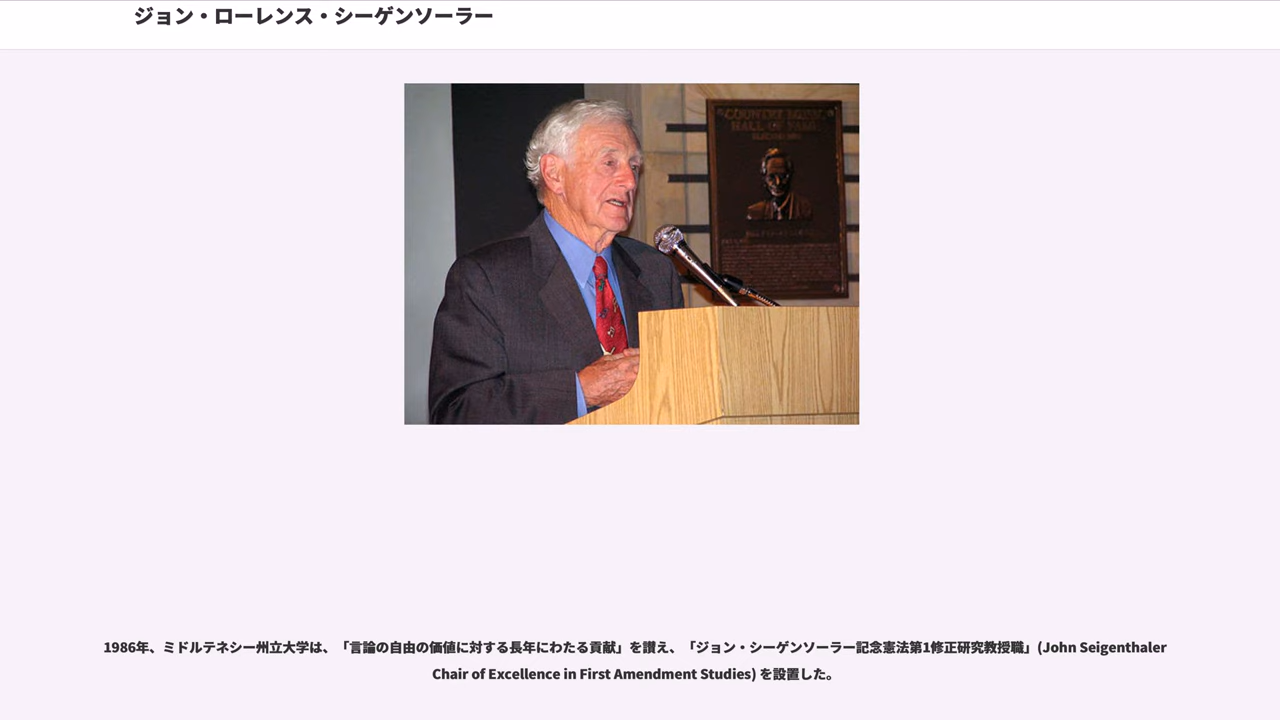 ジョン・ローレンス・シーゲンソーラー
COUNTRY MUSIC
HALL OF FAME
1986年、ミドルテネシー州立大学は、「言論の自由の価値に対する長年にわたる貢献」を讃え、「ジョン・シーゲンソーラー記念憲法第1修正研究教授職」(John Seigenthaler
Chair of Excellence in First Amendment Studies) を設置した。